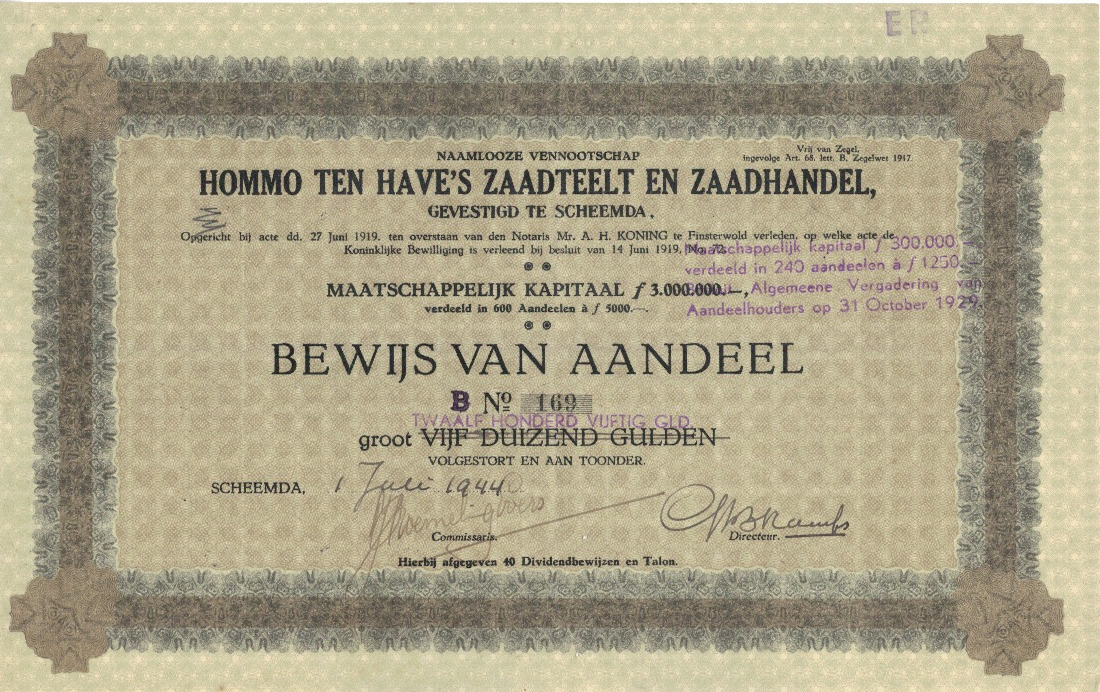 NAAMLOOZE VENNOOTSCHAP
Vrij van Zegel,
ingevolge Art. 68. lett. B. Zegelwet 1917.
HOMMO TEN HAVE'S ZAADTEELT EN ZAADHANDEL,
GEVESTIGD TE SCHEEMDA.
Opgericht bij acte dd. 27 Juni 1919. ten overstaan van den Notaris Mr. A. H. KONING te Finsterwold verleden. op welke acte de
Koninklijke Bewilliging is verleend bij besluit van 14 Juni 1919, No. 72.
Maatschappelijk kapitaal f 300.000.—
verdeeld in 240 aandeelen à f 1250.
Algemeene Vergadering van
Aandeelhouders op 31 October 1929.
MAATSCHAPPELIJK KAPITAAL f 3.000.000.—,
verdeeld in 600 Aandeelen à f 5000.—.
BEWIJS VAN AANDEEL
B No 169
TWAALF HONDERD VIJFTIG GLD.
groot VIJF DUIZEND GULDEN
VOLGESTORT EN AAN TOONDER.
SCHEEMDA, 1 Juli 1944
Commissaris.
Directeur.
Hierbij afgegeven 40 Dividendbewijzen en Talon.